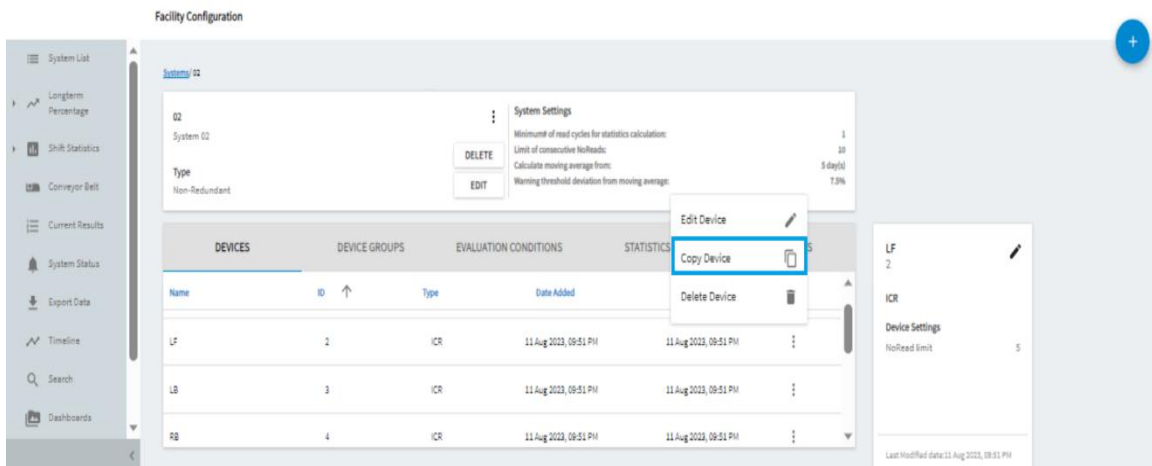 Facility Configuration
+
System List
Longterm
Percentage
Shift Statistics
Conveyor Belt
Current Results
System Status
Export Data
Timeline
Search
Dashboards
Systems/ 02
02
System 02
Type
Non-Redundant
DELETE
EDIT
System Settings
Minimum# of read cycles for statistics calculation: 1
Limit of consecutive NoReads: 10
Calculate moving average from: 5 day(s)
Warning threshold deviation from moving average: 7.5%
Edit Device
Copy Device
Delete Device
DEVICES DEVICE GROUPS EVALUATION CONDITIONS STATISTICS S
Name ID Type Date Added
LF 2 ICR 11 Aug 2023, 09:51 PM 11 Aug 2023, 09:51 PM
LB 3 ICR 11 Aug 2023, 09:51 PM 11 Aug 2023, 09:51 PM
RB 4 ICR 11 Aug 2023, 09:51 PM 11 Aug 2023, 09:51 PM
LF
2
ICR
Device Settings
NoRead limit 5
Last Modified date:11 Aug 2023, 09:51 PM